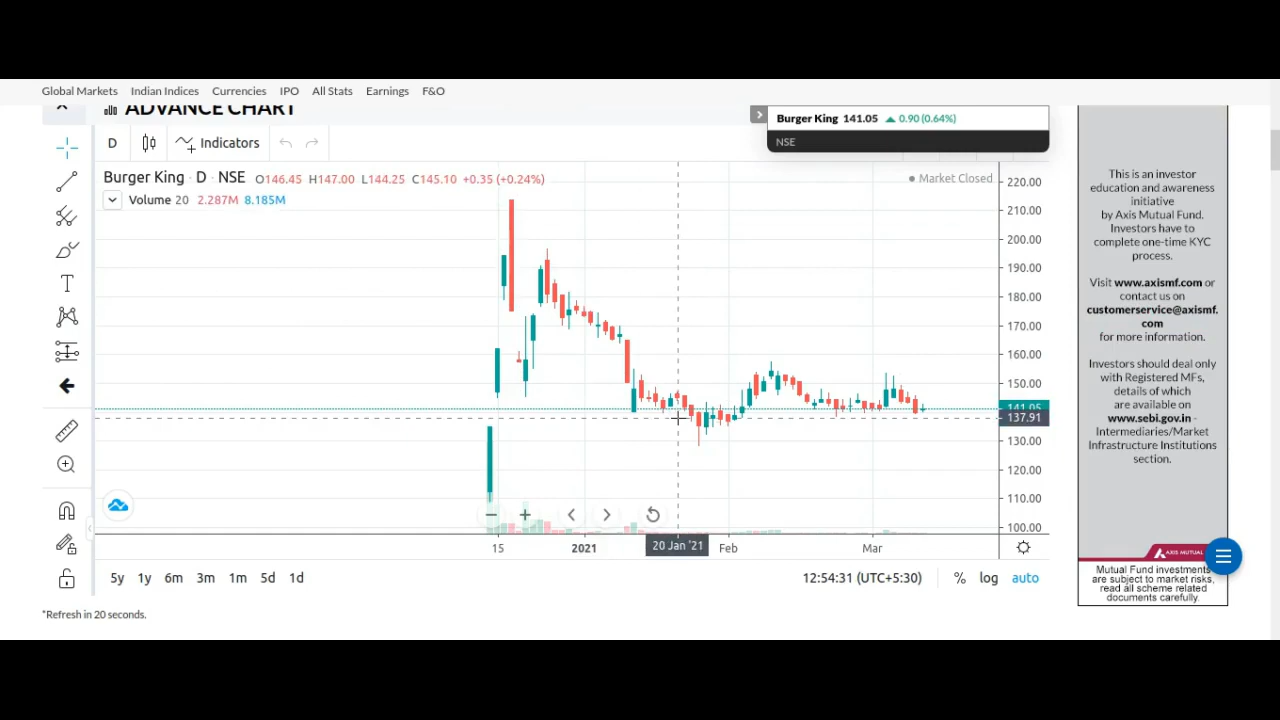 Global Markets Indian Indices Currencies IPO All Stats Earnings F&O
ADVANCE CHART
Burger King 141.05 ▲ 0.90 (0.64%)
NSE
D Indicators
Burger King · D · NSE O146.45 H147.00 L144.25 C145.10 +0.35 (+0.24%)
Market Closed
Volume 20 2.287M 8.185M
220.00
210.00
200.00
190.00
180.00
170.00
160.00
150.00
141.05
137.91
130.00
120.00
110.00
100.00
15 2021 20 Jan '21 Feb Mar
5y 1y 6m 3m 1m 5d 1d 12:54:31 (UTC+5:30) % log auto
*Refresh in 20 seconds.
This is an investor
education and awareness
initiative
by Axis Mutual Fund.
Investors have to
complete one-time KYC
process.
Visit www.axismf.com or
contact us on
customerservice@axismf.
com
for more information.
Investors should deal only
with Registered MFs,
details of which
are available on
www.sebi.gov.in -
Intermediaries/Market
Infrastructure Institutions
section.
AXIS MUTUAL
Mutual Fund investments
are subject to market risks,
read all scheme related
documents carefully.